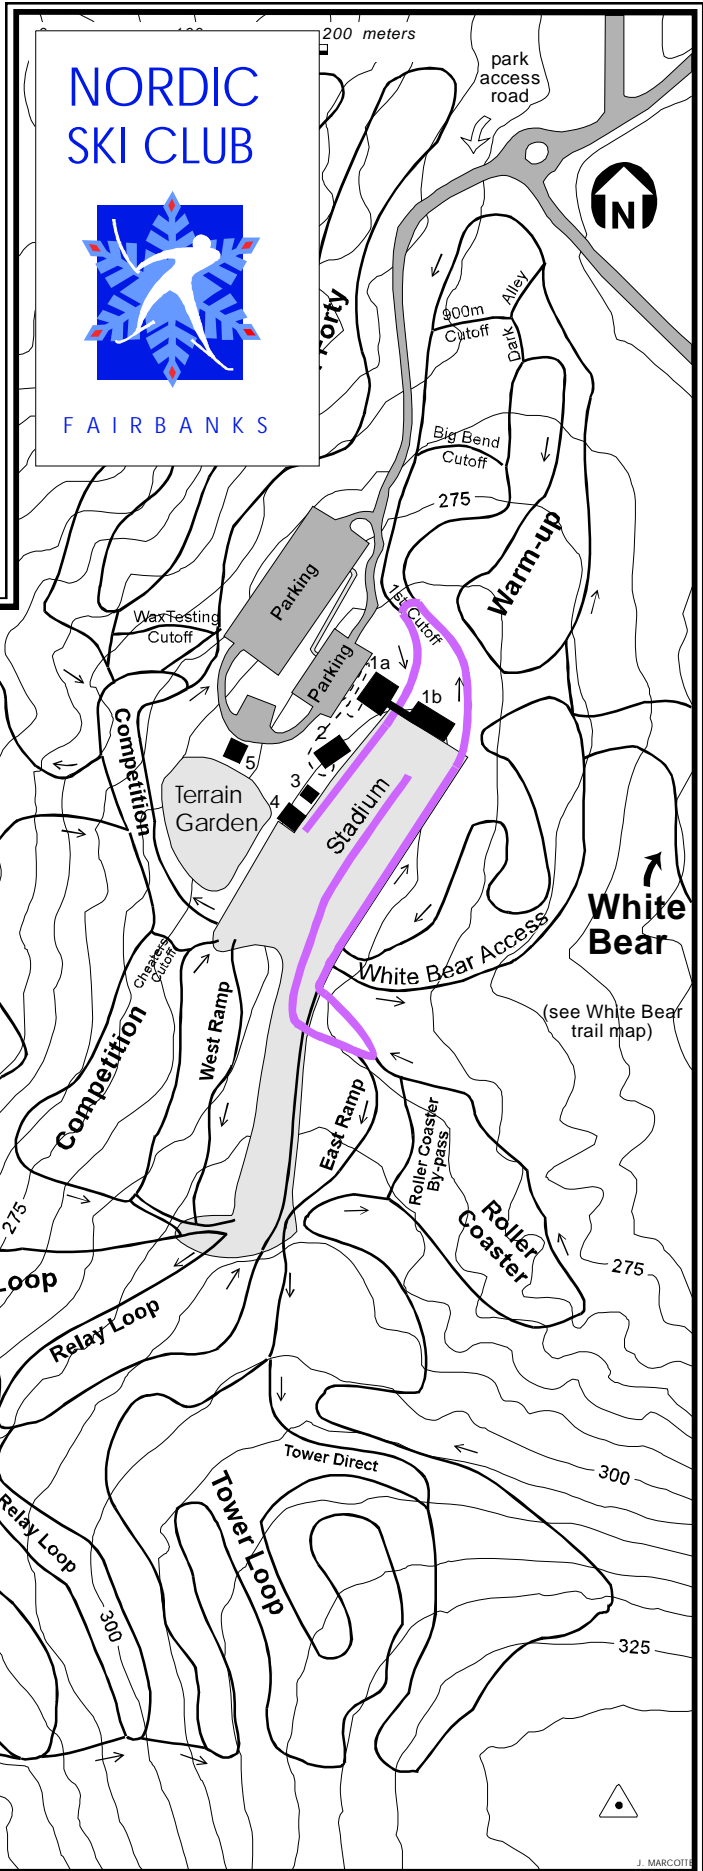 200 meters
NORDIC
SKI CLUB
FAIRBANKS
park
access
road
N
Alley
900m
Cutoff
Dark
Big Bend
Cutoff
275
Warm-up
Parking
1st Cutoff
WaxTesting
Cutoff
Parking
1a
1b
2
5
3
4
Competition
Terrain
Garden
Stadium
White
Bear
White Bear Access
(see White Bear
trail map)
Cheaters
Cutoff
Competition
West Ramp
East Ramp
Roller Coaster
By-pass
Roller
Coaster
275
275
Loop
Relay Loop
Tower Direct
300
Tower Loop
Relay Loop
300
325
J. MARCOTTE